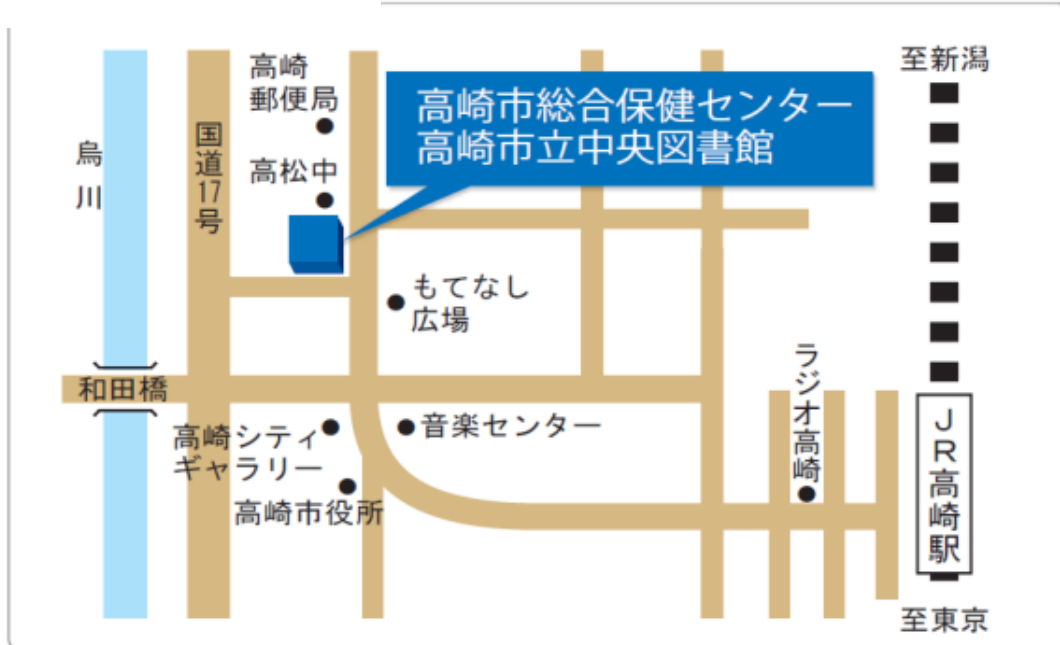 高崎
郵便局
高崎市総合保健センター
高崎市立中央図書館
至新潟
烏川
国道17号
高松中
もてなし
広場
和田橋
ラジオ高崎
JR高崎駅
高崎シティ
ギャラリー
音楽センター
高崎市役所
至東京